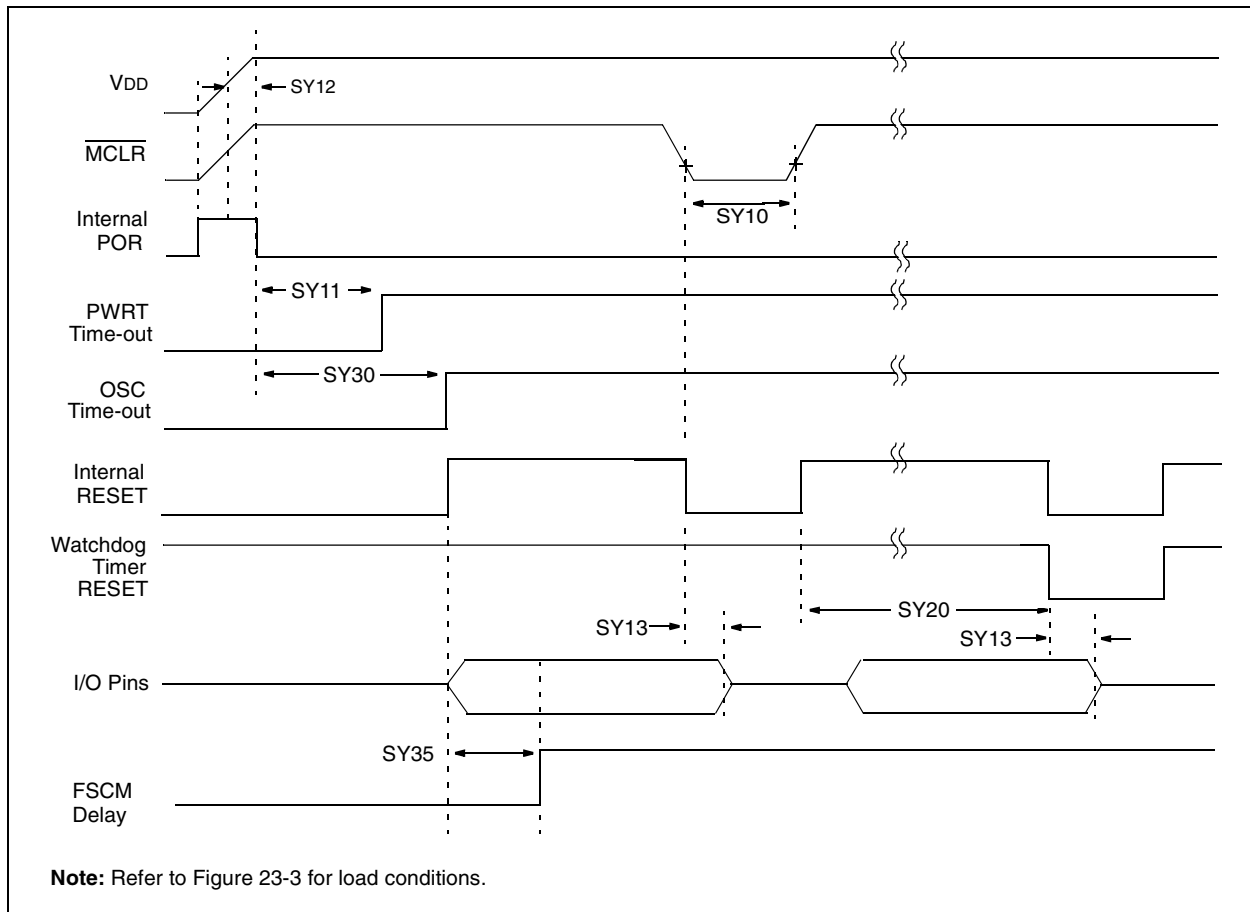 VDD
SY12
MCLR
SY10
Internal
POR
SY11
PWRT
Time-out
SY30
OSC
Time-out
Internal
RESET
Watchdog
Timer
RESET
SY20
SY13
SY13
I/O Pins
SY35
FSCM
Delay
Note: Refer to Figure 23-3 for load conditions.